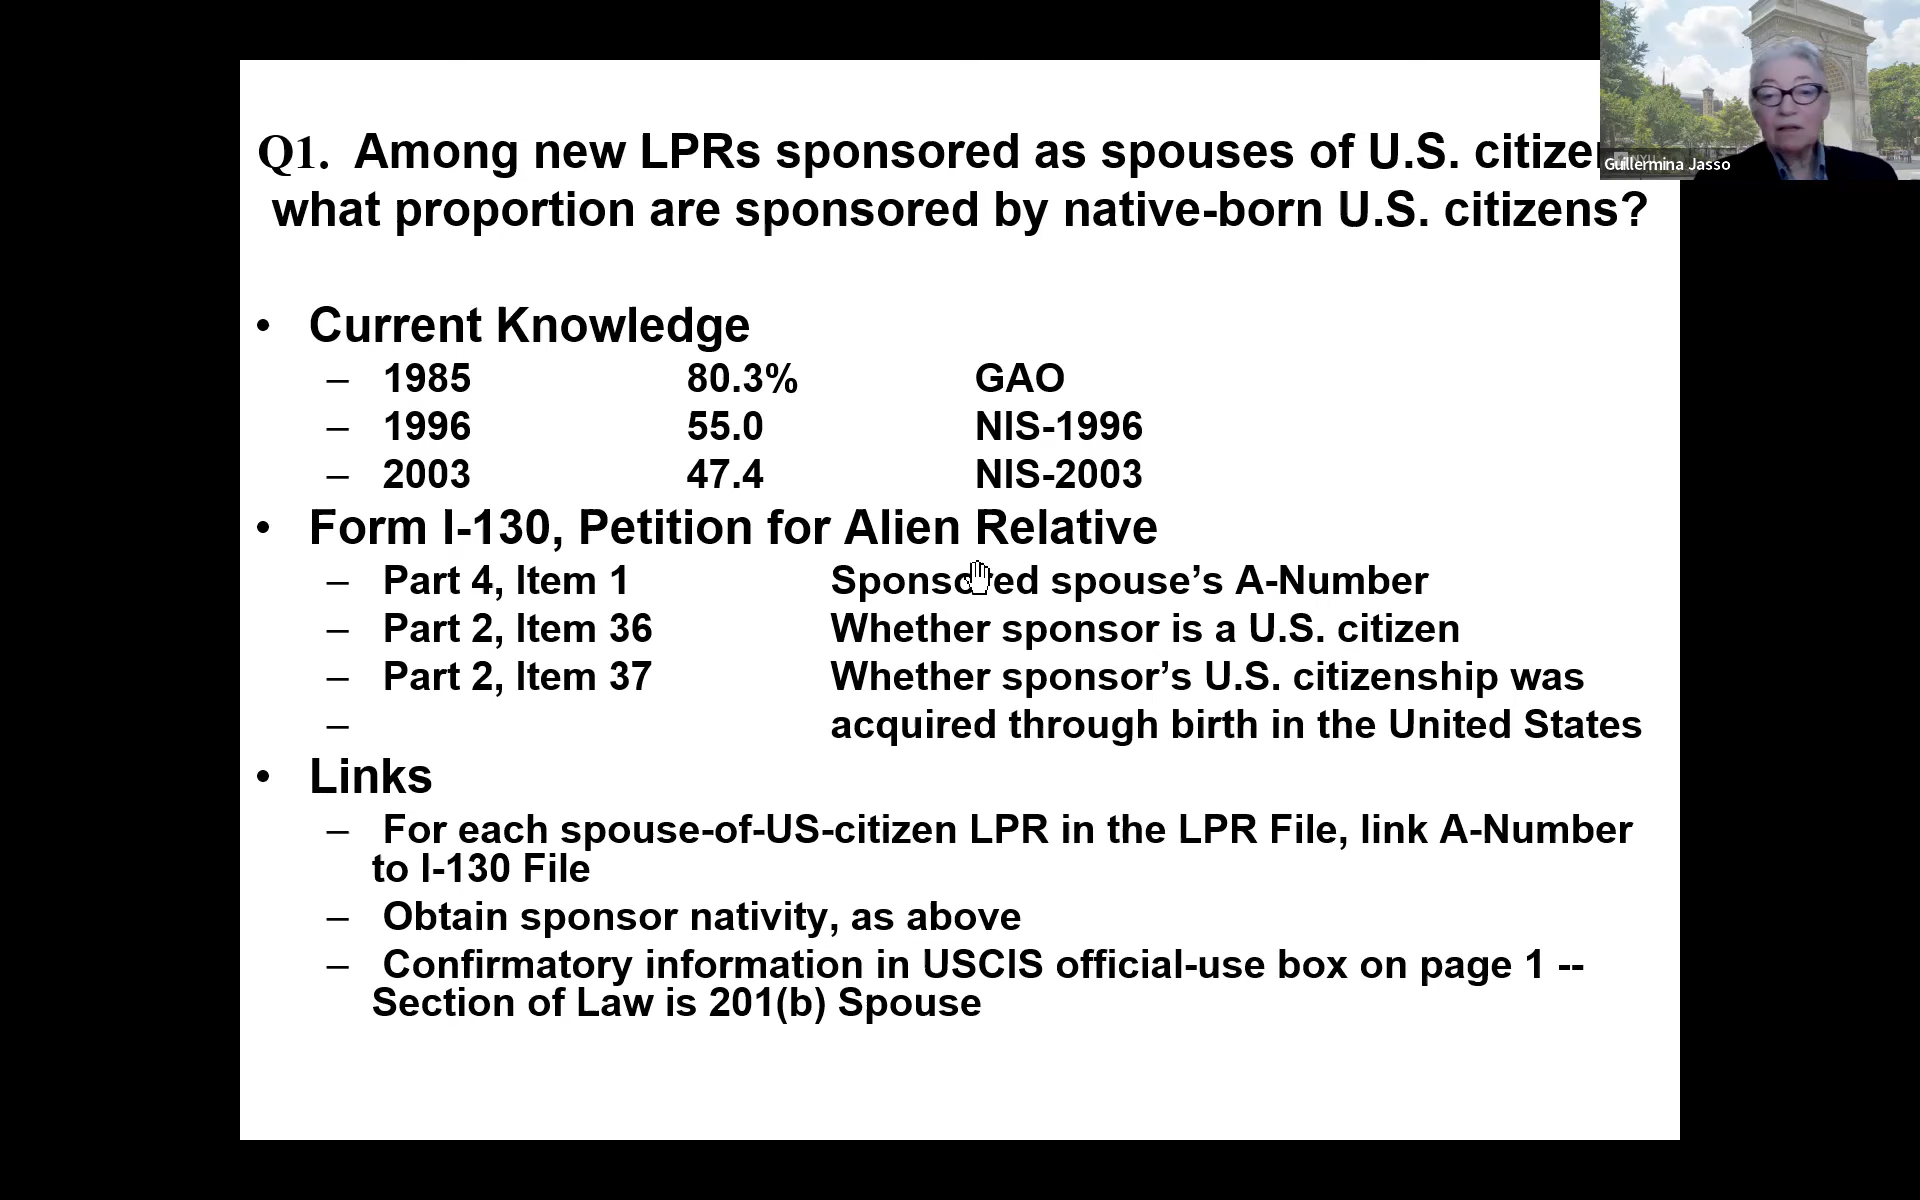 Q1. Among new LPRs sponsored as spouses of U.S.
what proportion are sponsored by native-born U.S. citizens?
Guillermina Jasso
• Current Knowledge
– 1985 80.3% GAO
– 1996 55.0 NIS-1996
– 2003 47.4 NIS-2003
• Form I-130, Petition for Alien Relative
– Part 4, Item 1 Sponsored spouse’s A-Number
– Part 2, Item 36 Whether sponsor is a U.S. citizen
– Part 2, Item 37 Whether sponsor’s U.S. citizenship was
– acquired through birth in the United States
• Links
– For each spouse-of-US-citizen LPR in the LPR File, link A-Number
to I-130 File
– Obtain sponsor nativity, as above
– Confirmatory information in USCIS official-use box on page 1 --
Section of Law is 201(b) Spouse